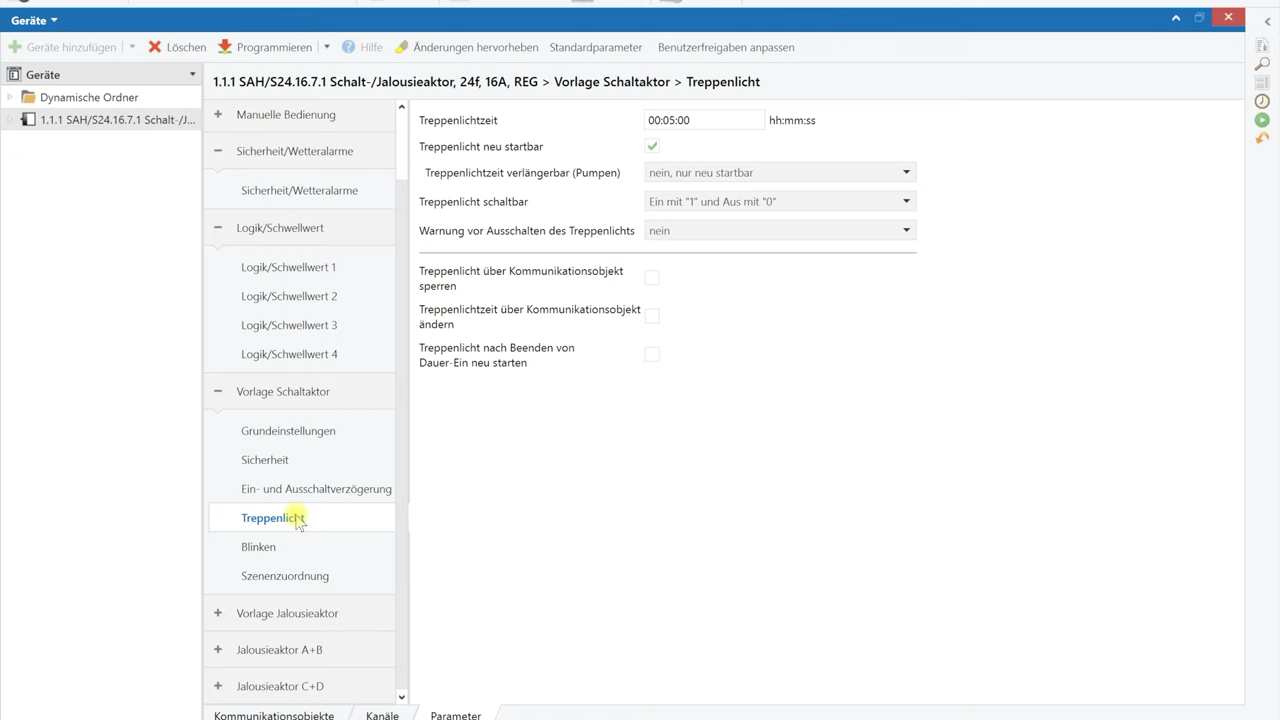 Geräte
Geräte hinzufügen
Löschen
Programmieren
Hilfe
Änderungen hervorheben
Standardparameter
Benutzerfreigaben anpassen
Geräte
Dynamische Ordner
1.1.1 SAH/S24.16.7.1 Schalt-/J...
1.1.1 SAH/S24.16.7.1 Schalt-/Jalousieaktor, 24f, 16A, REG > Vorlage Schaltaktor > Treppenlicht
Manuelle Bedienung
Sicherheit/Wetteralarme
Sicherheit/Wetteralarme
Logik/Schwellwert
Logik/Schwellwert 1
Logik/Schwellwert 2
Logik/Schwellwert 3
Logik/Schwellwert 4
Vorlage Schaltaktor
Grundeinstellungen
Sicherheit
Ein- und Ausschaltverzögerung
Treppenlicht
Blinken
Szenenzuordnung
Vorlage Jalousieaktor
Jalousieaktor A+B
Jalousieaktor C+D
Treppenlichtzeit
00:05:00 hh:mm:ss
Treppenlicht neu startbar
Treppenlichtzeit verlängerbar (Pumpen)
nein, nur neu startbar
Treppenlicht schaltbar
Ein mit "1" und Aus mit "0"
Warnung vor Ausschalten des Treppenlichts
nein
Treppenlicht über Kommunikationsobjekt
sperren
Treppenlichtzeit über Kommunikationsobjekt
ändern
Treppenlicht nach Beenden von
Dauer-Ein neu starten
Kommunikationsobjekte
Kanäle
Parameter